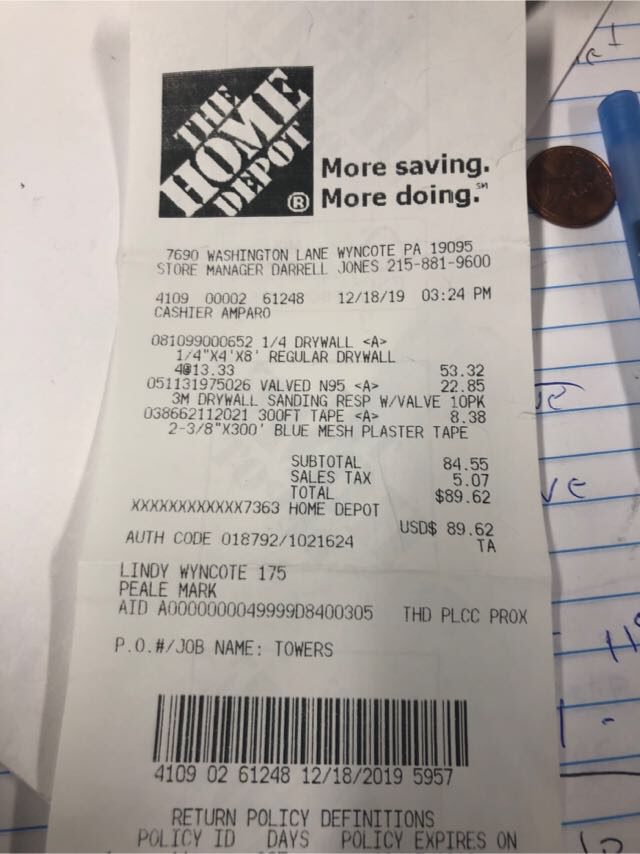 THE
HOME
DEPOT
®
More saving.
More doing.℠
7690 WASHINGTON LANE WYNCOTE PA 19095
STORE MANAGER DARRELL JONES 215-881-9600
4109 00002 61248 12/18/19 03:24 PM
CASHIER AMPARO
081099000652 1/4 DRYWALL <A>
1/4"X4'X8' REGULAR DRYWALL
4@13.33 53.32
051131975026 VALVED N95 <A> 22.85
3M DRYWALL SANDING RESP W/VALVE 10PK
038662112021 300FT TAPE <A> 8.38
2-3/8"X300' BLUE MESH PLASTER TAPE
SUBTOTAL 84.55
SALES TAX 5.07
TOTAL $89.62
XXXXXXXXXXXX7363 HOME DEPOT
USD$ 89.62
AUTH CODE 018792/1021624 TA
LINDY WYNCOTE 175
PEALE MARK
AID A0000000049999D8400305 THD PLCC PROX
P.O.#/JOB NAME: TOWERS
4109 02 61248 12/18/2019 5957
RETURN POLICY DEFINITIONS
POLICY ID DAYS POLICY EXPIRES ON